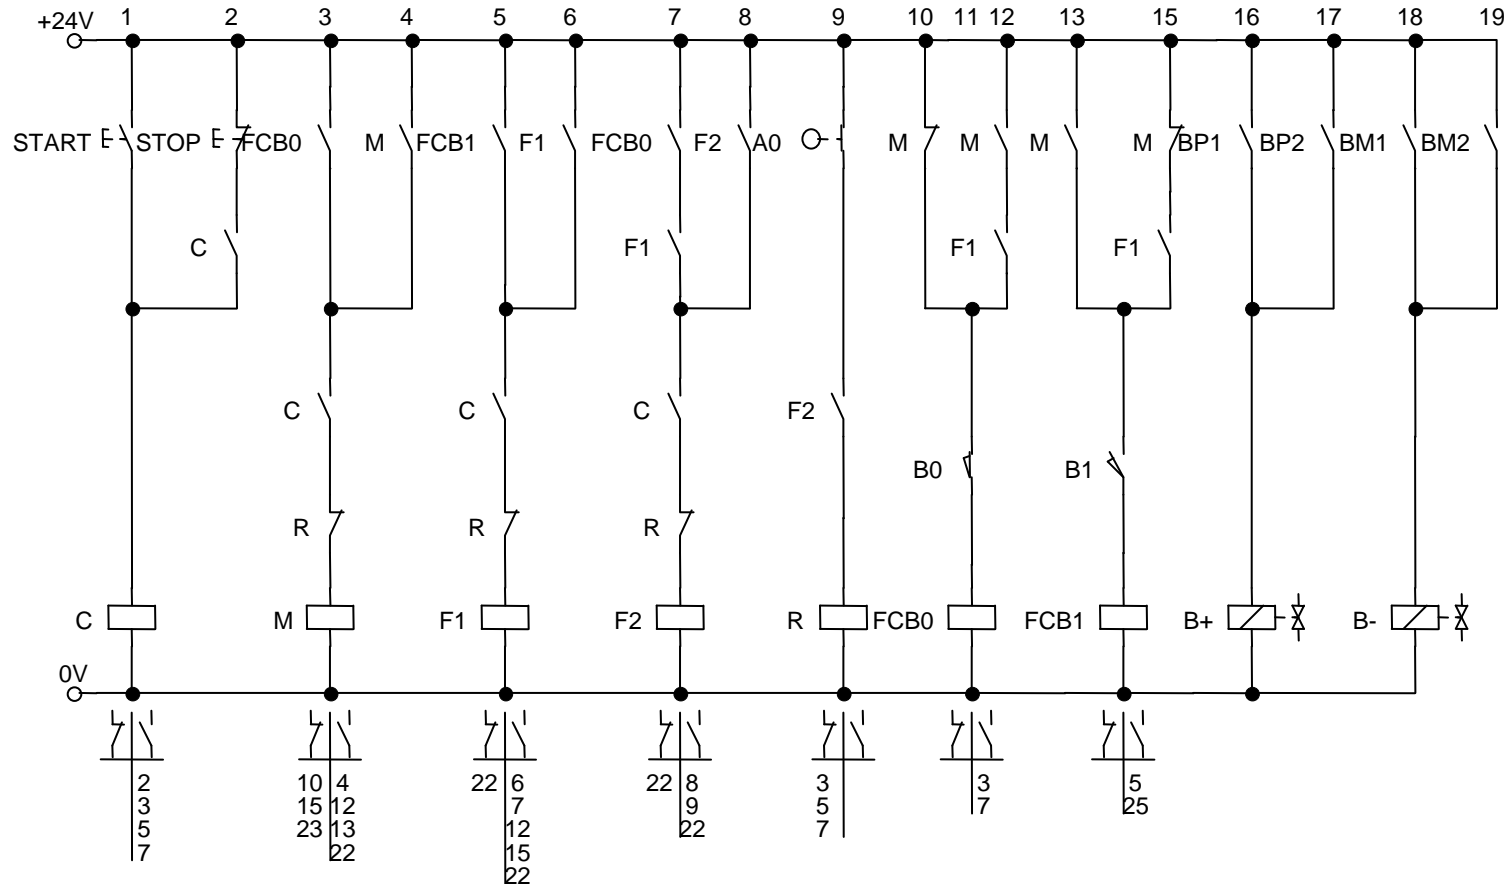 1 2 3 4 5 6 7 8 9 10 11 12 13 15 16 17 18 19
+24V
START STOP FCB0 M FCB1 F1 FCB0 F2 A0 M M M M BP1 BP2 BM1 BM2
C F1 F1 F1
C C C F2
B0 B1
R R R
C M F1 F2 R FCB0 FCB1 B+ B-
0V
2 10 4 22 6 22 8 3 3 5
3 15 12 7 9 5 7 25
5 23 13 12 22 7
7 22 15
22